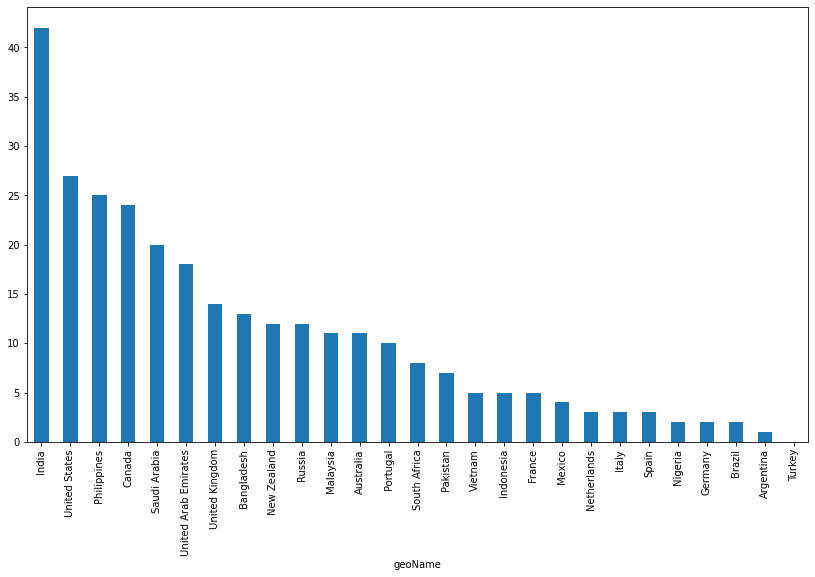 40
35
30
25
20
15
10
5
0
India
United States
Philippines
Canada
Saudi Arabia
United Arab Emirates
United Kingdom
Bangladesh
New Zealand
Russia
Malaysia
Australia
Portugal
South Africa
Pakistan
Vietnam
Indonesia
France
Mexico
Netherlands
Italy
Spain
Nigeria
Germany
Brazil
Argentina
Turkey
geoName